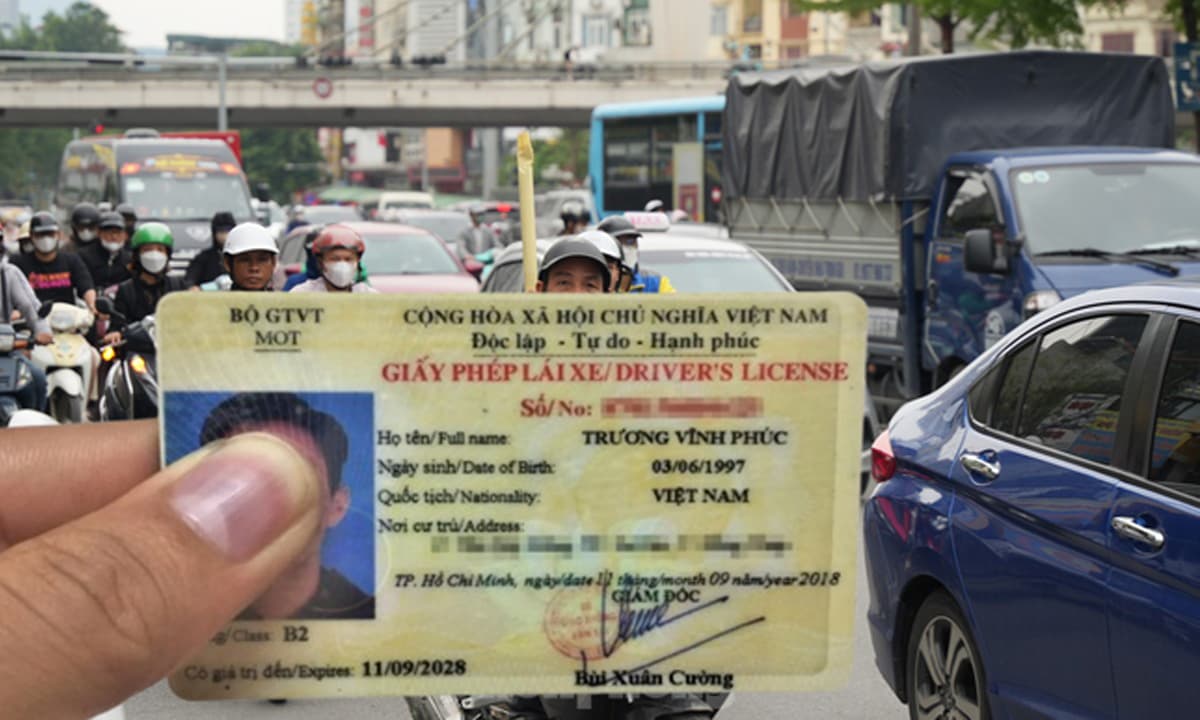 BỘ GTVT
MOT
CỘNG HÒA XÃ HỘI CHỦ NGHĨA VIỆT NAM
Độc lập - Tự do - Hạnh phúc
GIẤY PHÉP LÁI XE/DRIVER'S LICENSE
Số/No:
Họ tên/Full name: TRƯƠNG VĨNH PHÚC
Ngày sinh/Date of Birth: 03/06/1997
Quốc tịch/Nationality: VIỆT NAM
Nơi cư trú/Address:
TP. Hồ Chí Minh, ngày/date 11 tháng/month 09 năm/year 2018
GIÁM ĐỐC
/Class: B2
Có giá trị đến/Expires: 11/09/2028
Bùi Xuân Cường